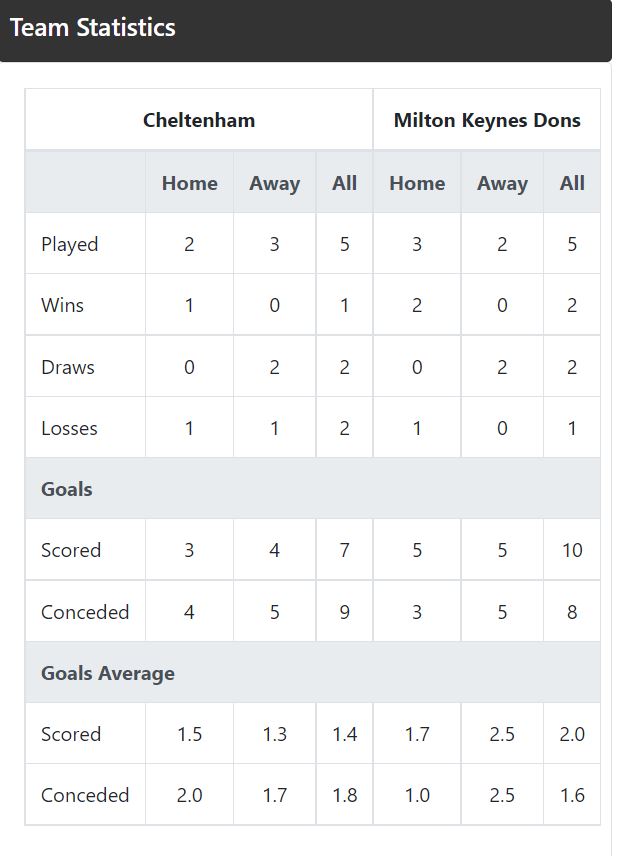 Team Statistics
Cheltenham Milton Keynes Dons
Home Away All Home Away All
Played 2 3 5 3 2 5
Wins 1 0 1 2 0 2
Draws 0 2 2 0 2 2
Losses 1 1 2 1 0 1
Goals
Scored 3 4 7 5 5 10
Conceded 4 5 9 3 5 8
Goals Average
Scored 1.5 1.3 1.4 1.7 2.5 2.0
Conceded 2.0 1.7 1.8 1.0 2.5 1.6